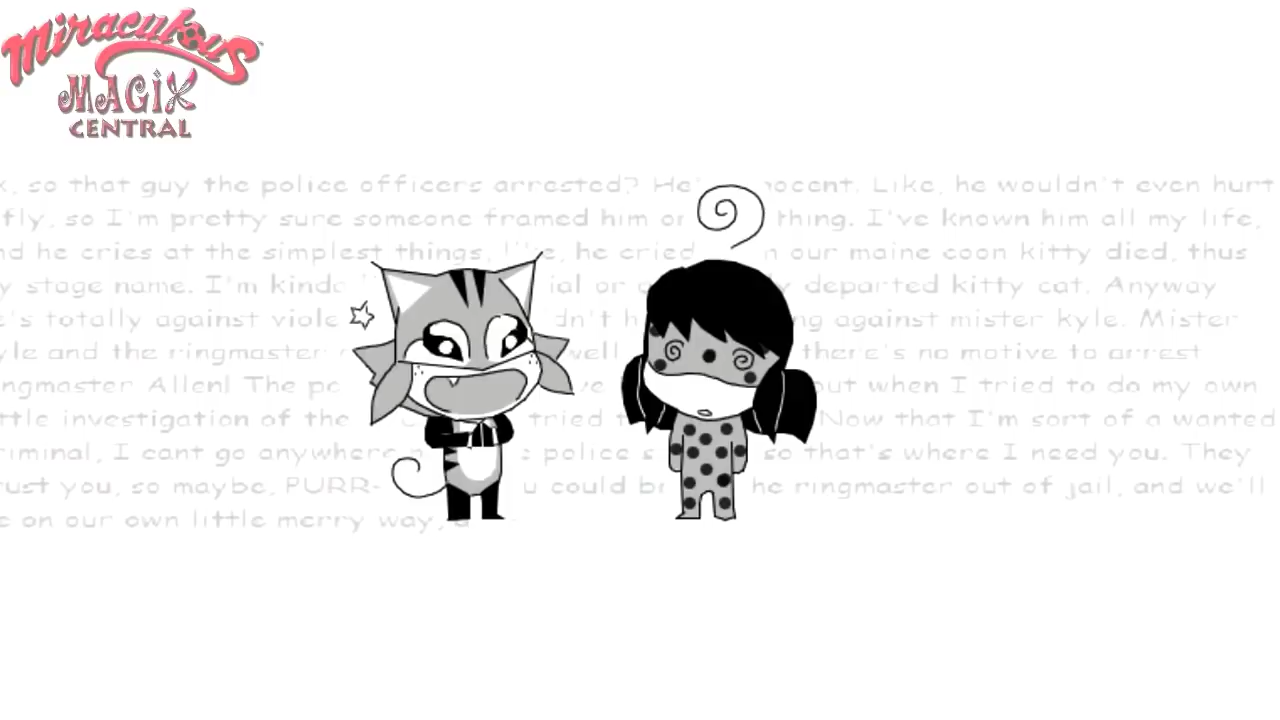 Miraculous
MAGIX
CENTRAL
, so that guy the police officers arrested? He nocent. Like, he wouldn't even hurt
fly, so I'm pretty sure someone framed him or thing. I've known him all my life,
nd he cries at the simplest things, like, he cried n our maine coon kitty died, thus
y stage name. I'm kinda ial or departed kitty cat. Anyway
e's totally against viole dn't h ng against mister kyle. Mister
yle and the ringmaster well there's no motive to arrest
ingmaster Allen! The po ve out when I tried to do my own
ttle investigation of the tried t Now that I'm sort of a wanted
riminal, I cant go anywhere police s so that's where I need you. They
rust you, so maybe, PURR- u could br he ringmaster out of jail, and we'll
e on our own little merry way,